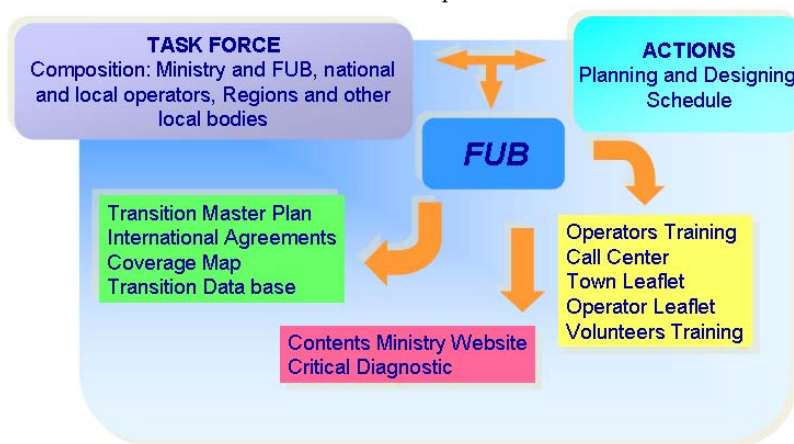 TASK FORCE
Composition: Ministry and FUB, national
and local operators, Regions and other
local bodies
ACTIONS
Planning and Designing
Schedule
FUB
Transition Master Plan
International Agreements
Coverage Map
Transition Data base
Operators Training
Call Center
Town Leaflet
Operator Leaflet
Volunteers Training
Contents Ministry Website
Critical Diagnostic